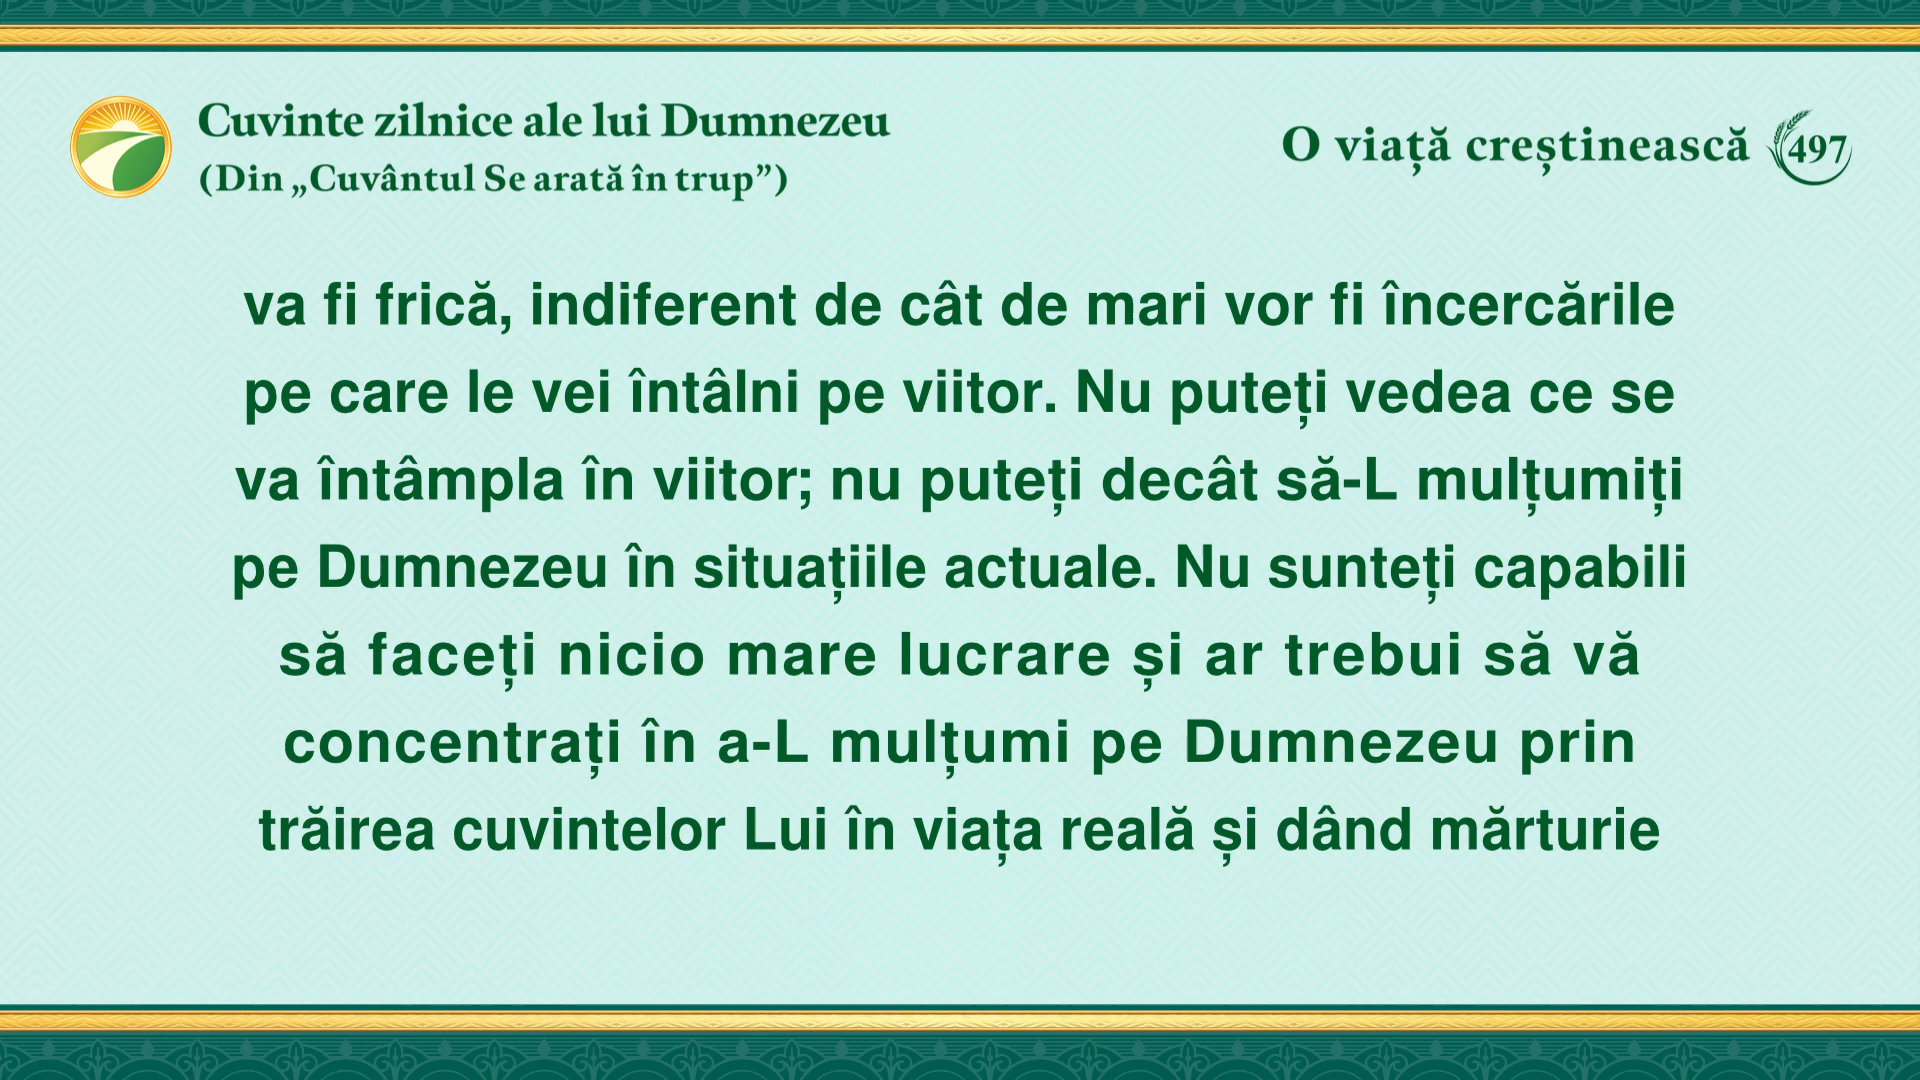 Cuvinte zilnice ale lui Dumnezeu
(Din „Cuvântul Se arată în trup”)
O viață creștinească 497
va fi frică, indiferent de cât de mari vor fi încercările
pe care le vei întâlni pe viitor. Nu puteți vedea ce se
va întâmpla în viitor; nu puteți decât să-L mulțumiți
pe Dumnezeu în situațiile actuale. Nu sunteți capabili
să faceți nicio mare lucrare și ar trebui să vă
concentrați în a-L mulțumi pe Dumnezeu prin
trăirea cuvintelor Lui în viața reală și dând mărturie